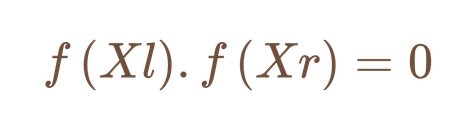 f (Xl). f (Xr) = 0